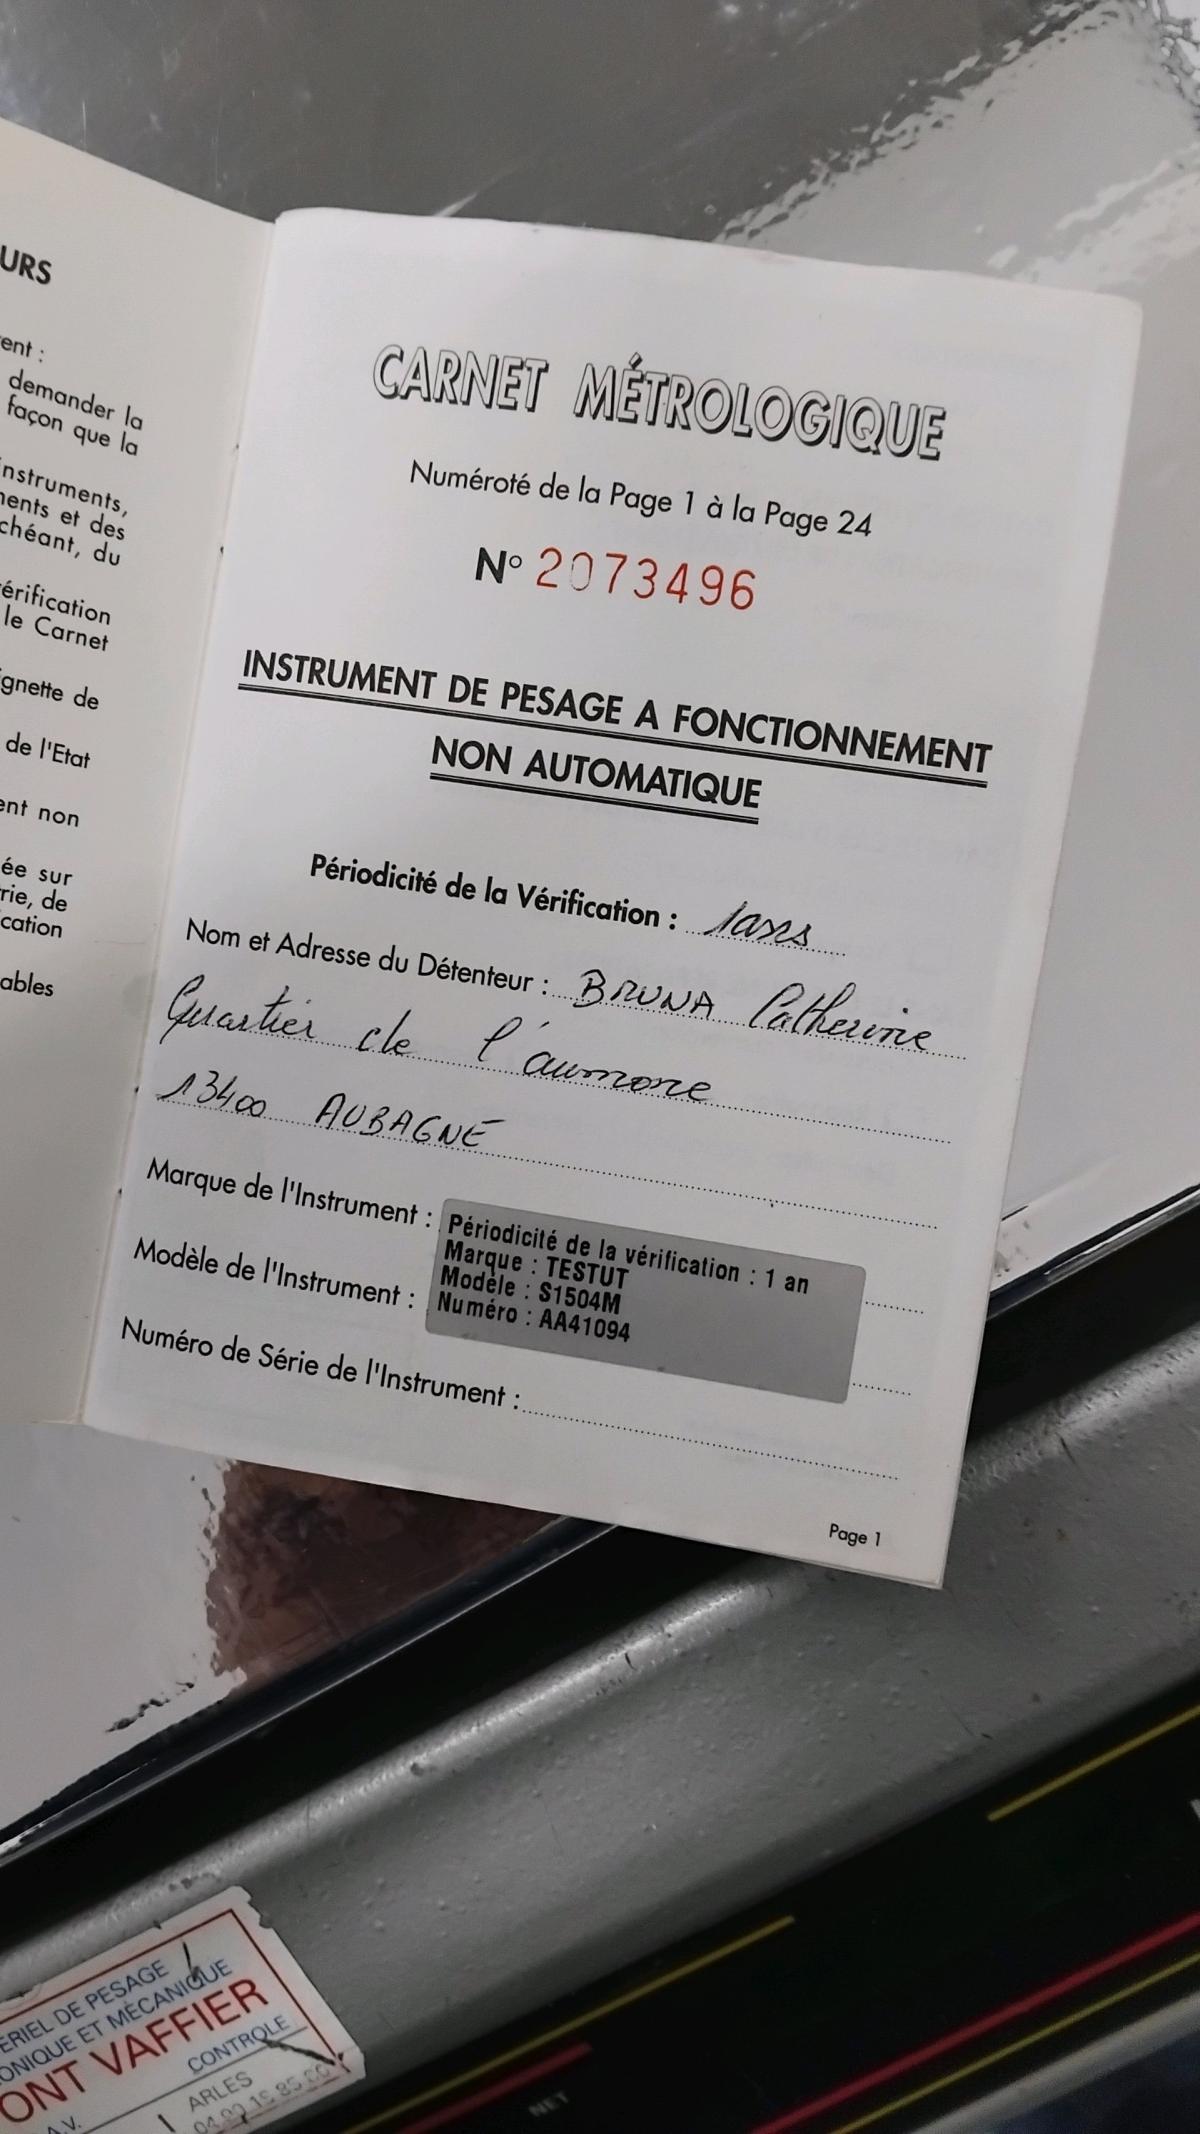 URS
ent :
demander la
façon que la
nstruments,
ents et des
chéant, du
érification
le Carnet
gnette de
de l'Etat
ent non
ée sur
rie, de
cation
ables
CARNET MÉTROLOGIQUE
Numéroté de la Page 1 à la Page 24
N° 2073496
INSTRUMENT DE PESAGE A FONCTIONNEMENT
NON AUTOMATIQUE
Périodicité de la Vérification : 1ans
Nom et Adresse du Détenteur : BRUNA Catherine
Quartier de l'aumone
13400 AUBAGNE
Marque de l'Instrument :
Modèle de l'Instrument :
Périodicité de la vérification : 1 an
Marque : TESTUT
Modèle : S1504M
Numéro : AA41094
Numéro de Série de l'Instrument :
Page 1
ERIEL DE PESAGE
ONIQUE ET MÉCANIQUE
ONT VAFFIER
CONTROLE
A.V.
ARLES
NET